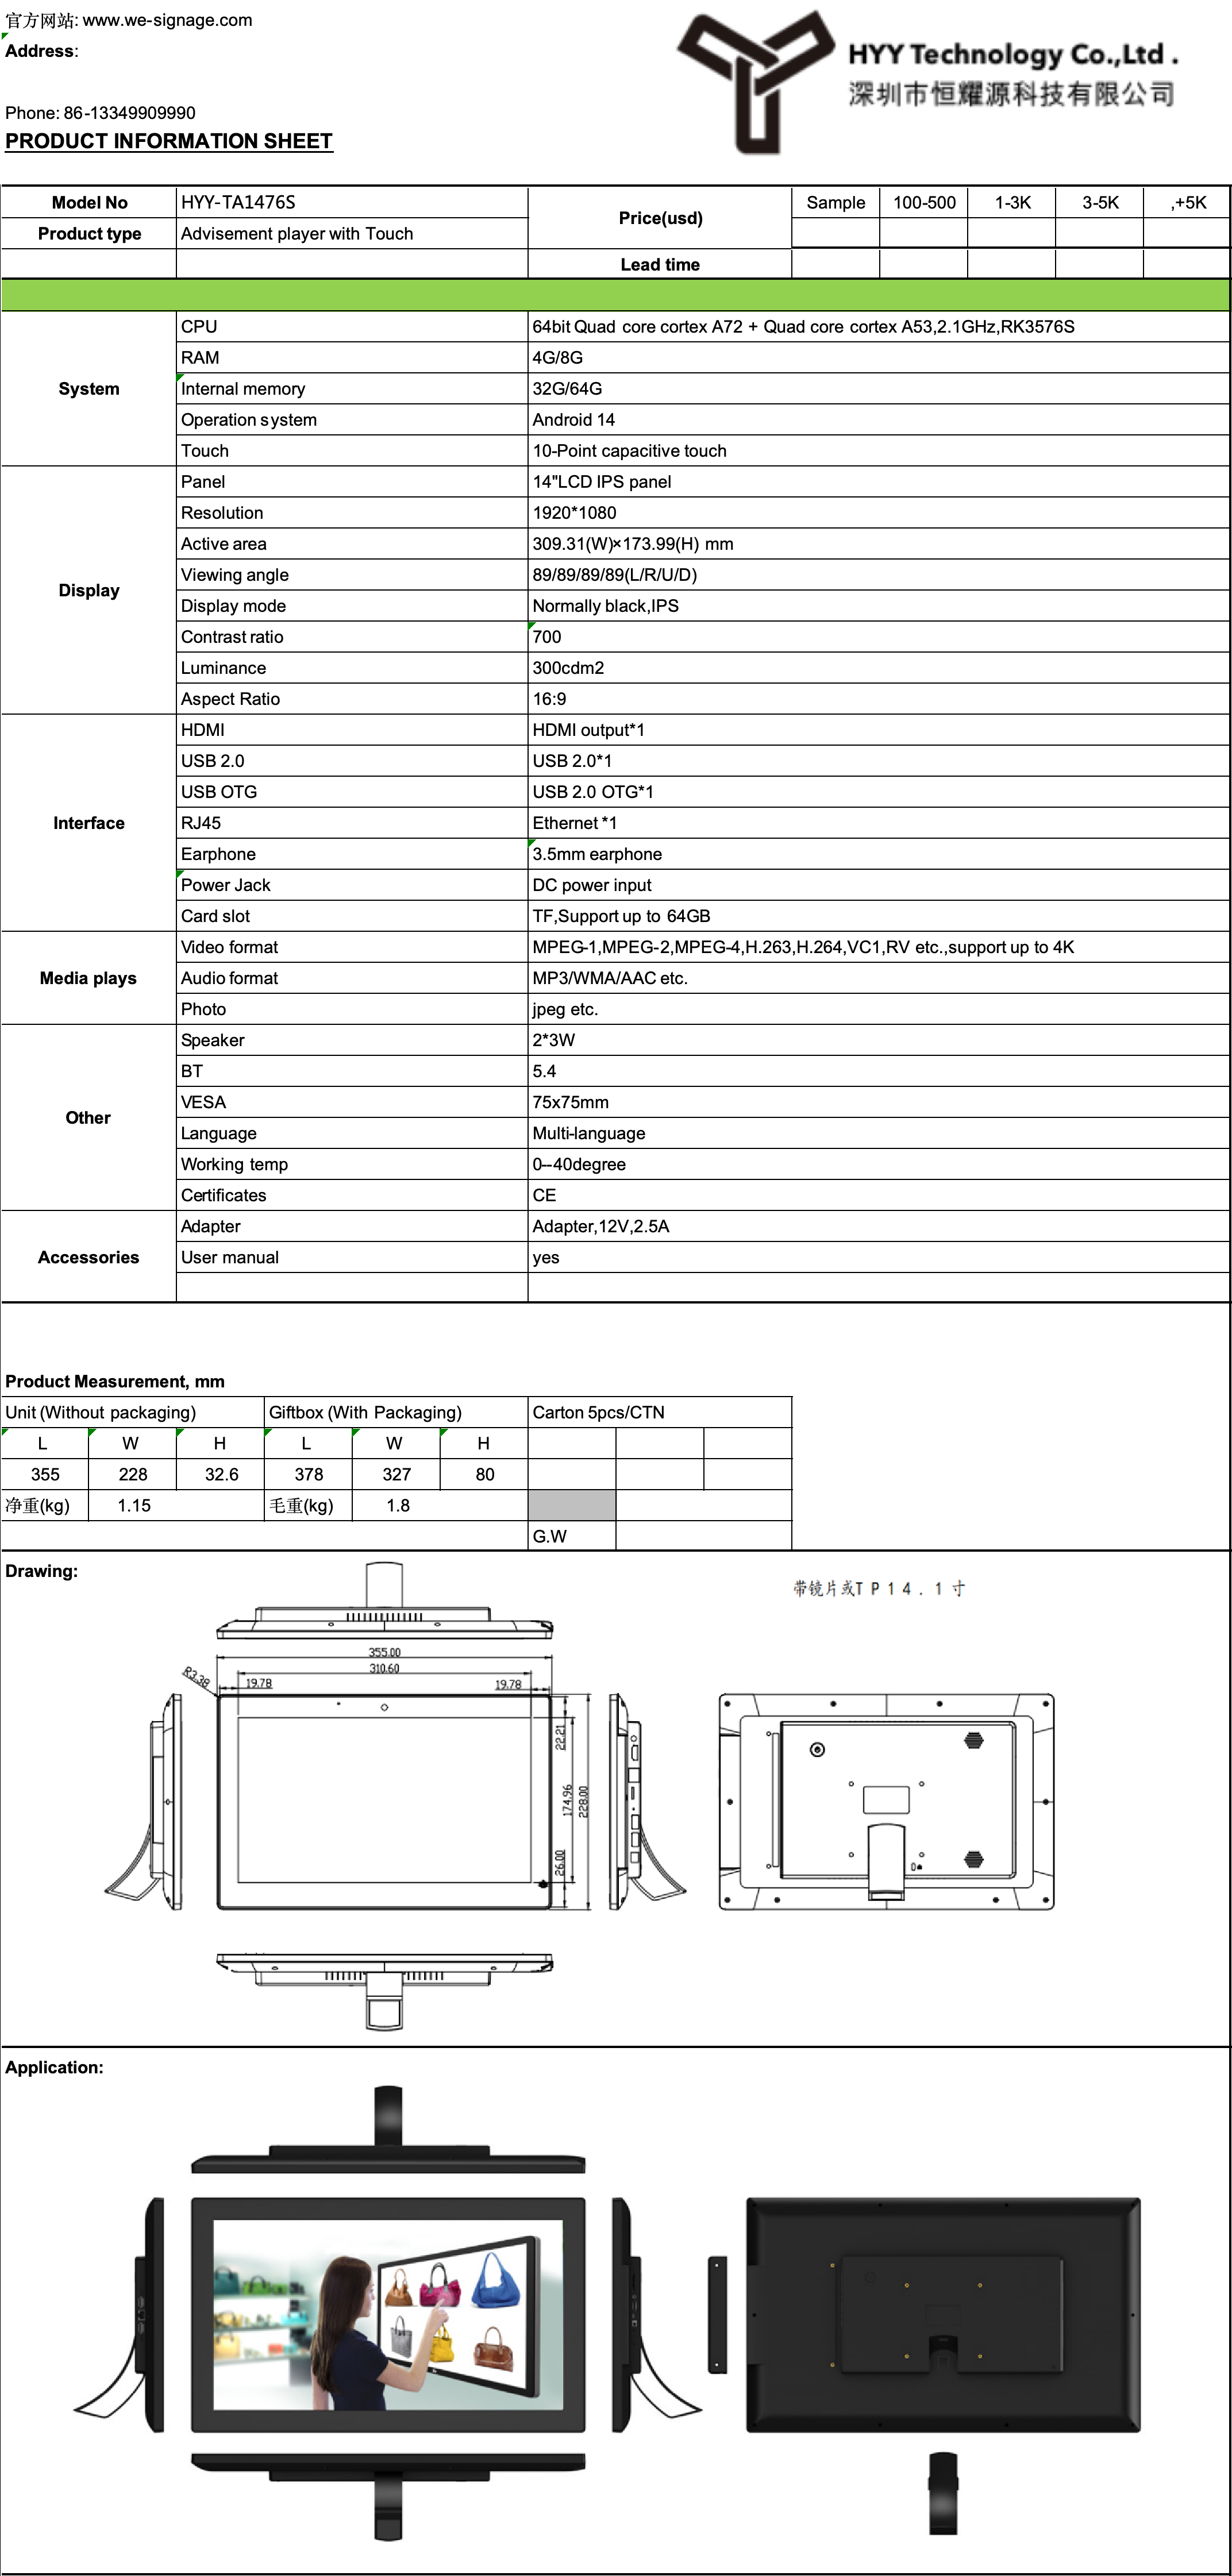 官方网站: www.we-signage.com
Address:
HYY Technology Co.,Ltd .
深圳市恒耀源科技有限公司
Phone: 86-13349909990
PRODUCT INFORMATION SHEET
Model No HYY-TA1476S Price(usd) Sample 100-500 1-3K 3-5K ,+5K
Product type Advisement player with Touch
Lead time
System
CPU 64bit Quad core cortex A72 + Quad core cortex A53,2.1GHz,RK3576S
RAM 4G/8G
Internal memory 32G/64G
Operation system Android 14
Touch 10-Point capacitive touch
Display
Panel 14"LCD IPS panel
Resolution 1920*1080
Active area 309.31(W)×173.99(H) mm
Viewing angle 89/89/89/89(L/R/U/D)
Display mode Normally black,IPS
Contrast ratio 700
Luminance 300cdm2
Aspect Ratio 16:9
Interface
HDMI HDMI output*1
USB 2.0 USB 2.0*1
USB OTG USB 2.0 OTG*1
RJ45 Ethernet *1
Earphone 3.5mm earphone
Power Jack DC power input
Card slot TF,Support up to 64GB
Media plays
Video format MPEG-1,MPEG-2,MPEG-4,H.263,H.264,VC1,RV etc.,support up to 4K
Audio format MP3/WMA/AAC etc.
Photo jpeg etc.
Other
Speaker 2*3W
BT 5.4
VESA 75x75mm
Language Multi-language
Working temp 0--40degree
Certificates CE
Accessories
Adapter Adapter,12V,2.5A
User manual yes
Product Measurement, mm
Unit (Without packaging) Giftbox (With Packaging) Carton 5pcs/CTN
L W H L W H
355 228 32.6 378 327 80
净重(kg) 1.15 毛重(kg) 1.8
G.W
Drawing:
带镜片或TP14.1寸
355.00
310.60
R3.38
19.78 19.78
22.21
174.96
228.00
26.00
Application: